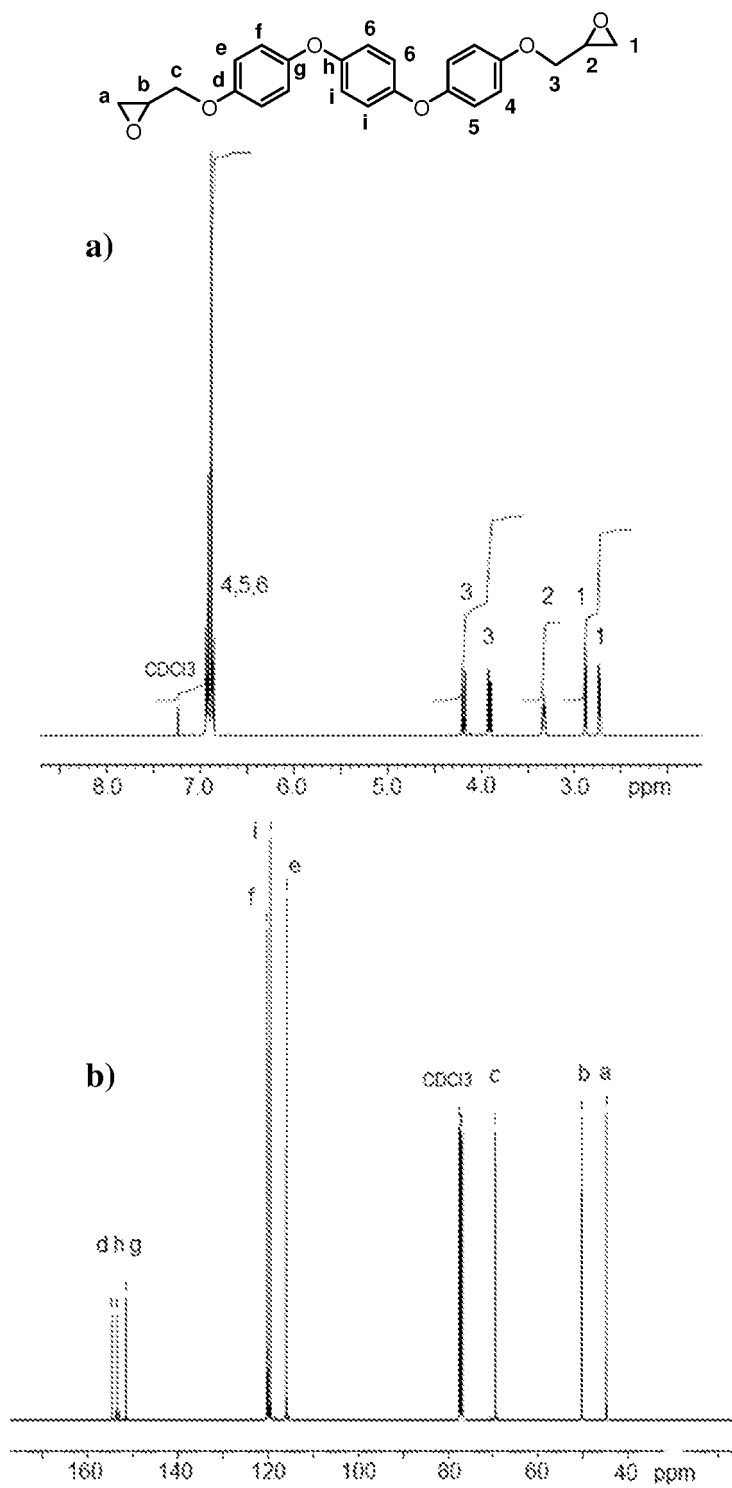 O
f
6
e
O
6
O
1
c
g
h
2
b
d
i
3
a
O
4
O
i
O
5
a)
4,5,6
3
2
1
3
1
CDCl3
8.0 7.0 6.0 5.0 4.0 3.0 ppm
i
e
f
b)
CDCl3 c b a
d h g
160 140 120 100 80 60 40 ppm